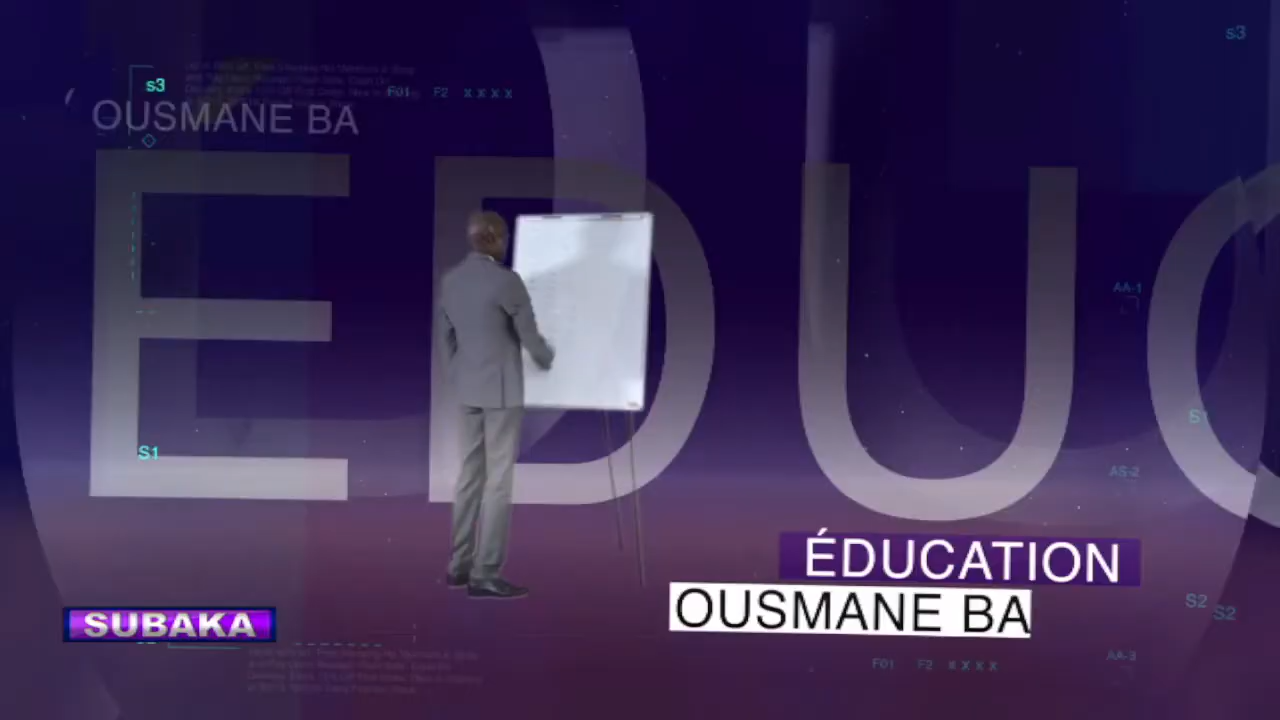 s3
s3
F01 F2 X X X X
OUSMANE BA
EDUC
AA-1
S1
S1
AS-2
ÉDUCATION
OUSMANE BA
S2 S2
SUBAKA
F01 F2 X X X X
AA-3